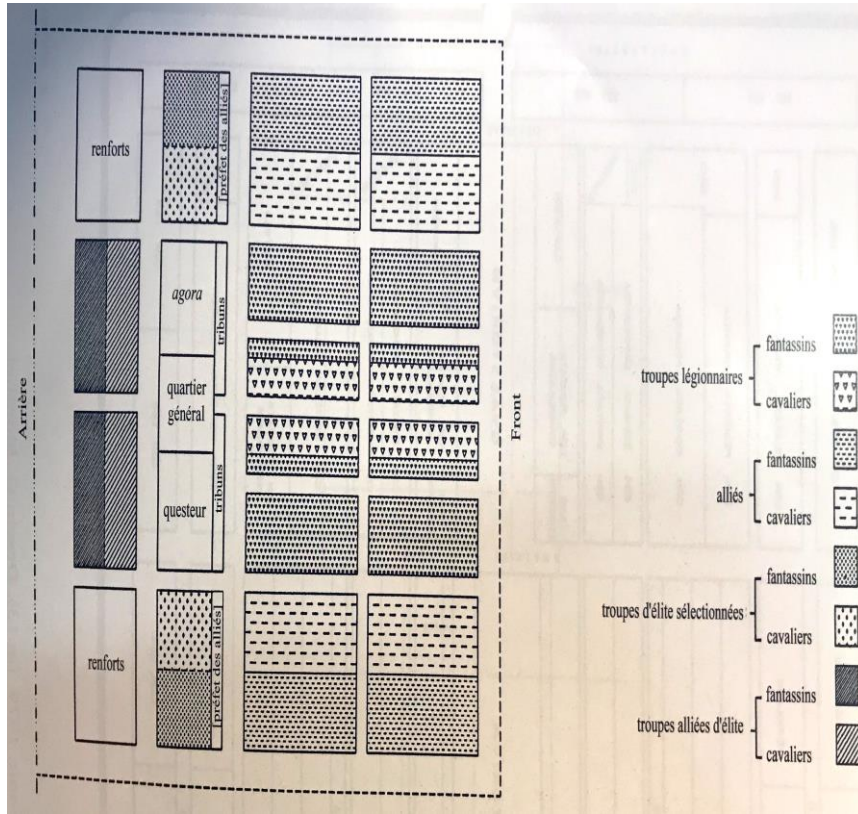 renforts
[préfet des alliés]
agora
tribuns
quartier
général
tribuns
questeur
renforts
[préfet des alliés]
Arrière
Front
troupes légionnaires
fantassins
cavaliers
alliés
fantassins
cavaliers
troupes d'élite sélectionnées
fantassins
cavaliers
troupes alliées d'élite
fantassins
cavaliers